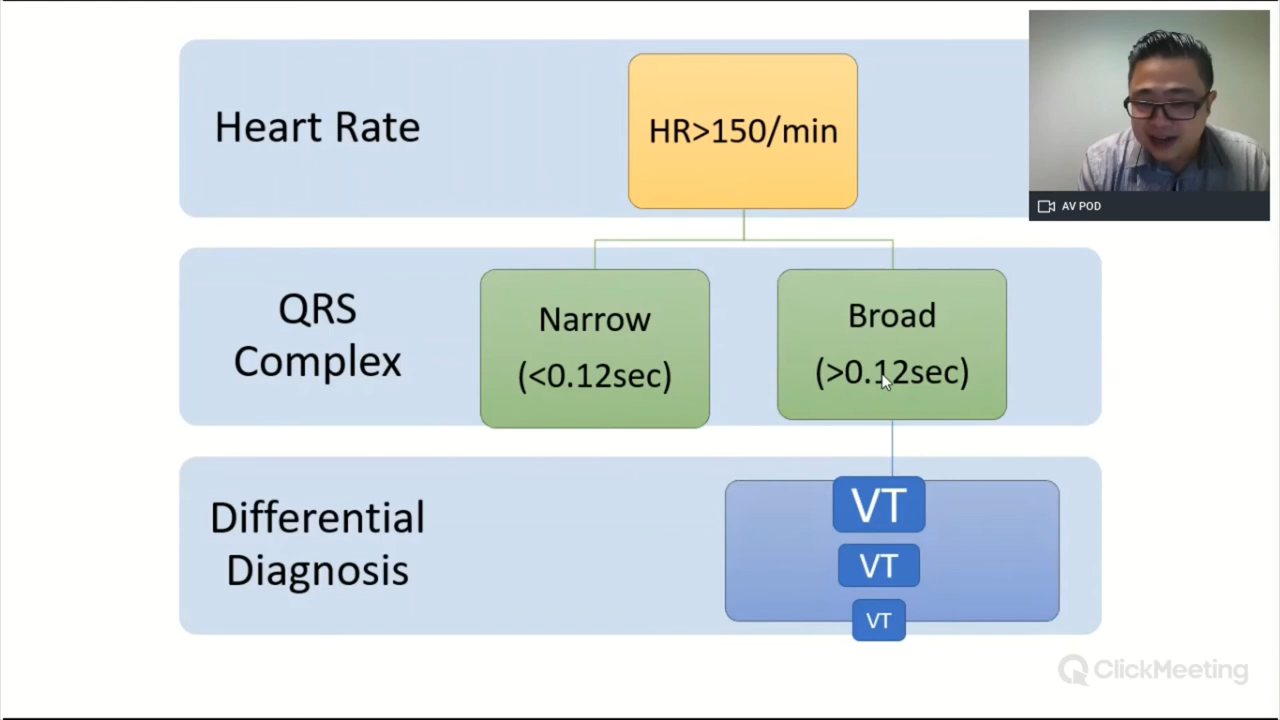 Heart Rate
HR>150/min
AV POD
QRS
Complex
Narrow
(<0.12sec)
Broad
(>0.12sec)
Differential
Diagnosis
VT
VT
VT
ClickMeeting